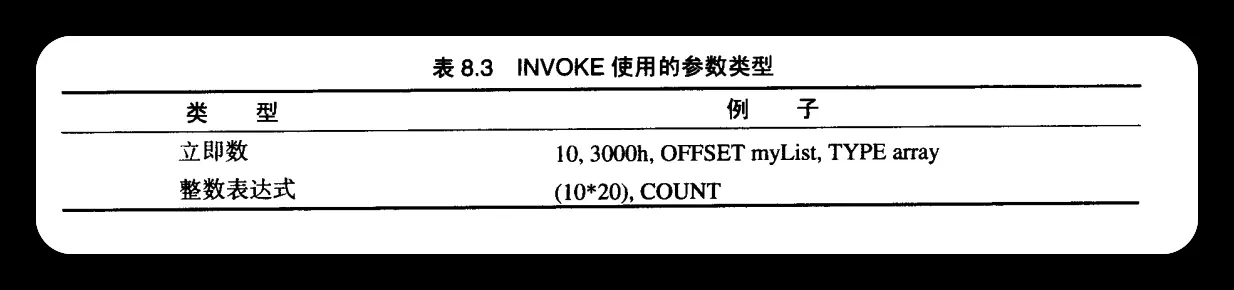 表 8.3 INVOKE 使用的参数类型
类 型 例 子
立即数 10, 3000h, OFFSET myList, TYPE array
整数表达式 (10*20), COUNT